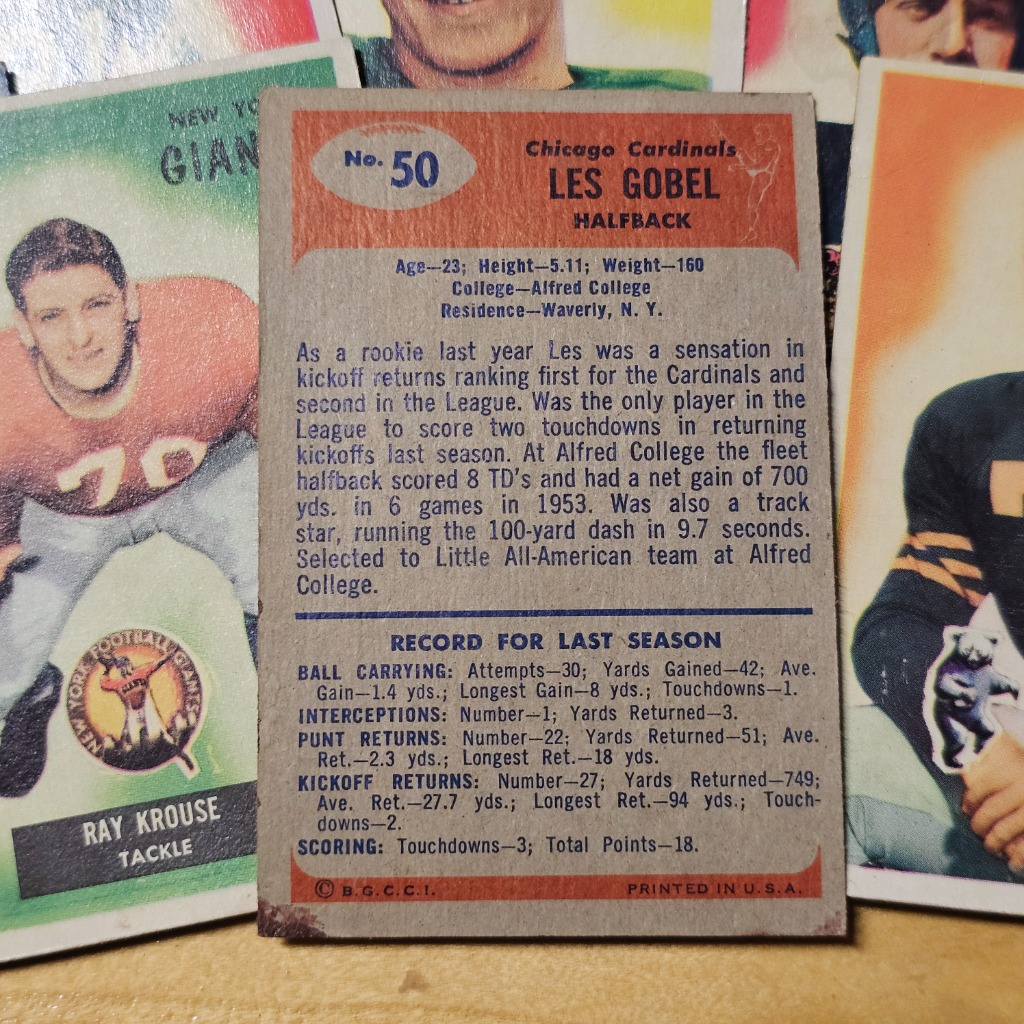 NEW YO
GIAN
70
NEW YORK FOOTBALL GIANTS
RAY KROUSE
TACKLE
No. 50
Chicago Cardinals
LES GOBEL
HALFBACK
Age—23; Height—5.11; Weight—160
College—Alfred College
Residence—Waverly, N. Y.
As a rookie last year Les was a sensation in
kickoff returns ranking first for the Cardinals and
second in the League. Was the only player in the
League to score two touchdowns in returning
kickoffs last season. At Alfred College the fleet
halfback scored 8 TD's and had a net gain of 700
yds. in 6 games in 1953. Was also a track
star, running the 100-yard dash in 9.7 seconds.
Selected to Little All-American team at Alfred
College.
RECORD FOR LAST SEASON
BALL CARRYING: Attempts—30; Yards Gained—42; Ave.
Gain—1.4 yds.; Longest Gain—8 yds.; Touchdowns—1.
INTERCEPTIONS: Number—1; Yards Returned—3.
PUNT RETURNS: Number—22; Yards Returned—51; Ave.
Ret.—2.3 yds.; Longest Ret.—18 yds.
KICKOFF RETURNS: Number—27; Yards Returned—749;
Ave. Ret.—27.7 yds.; Longest Ret.—94 yds.; Touch-
downs—2.
SCORING: Touchdowns—3; Total Points—18.
© B.G.C.C.I.
PRINTED IN U.S.A.